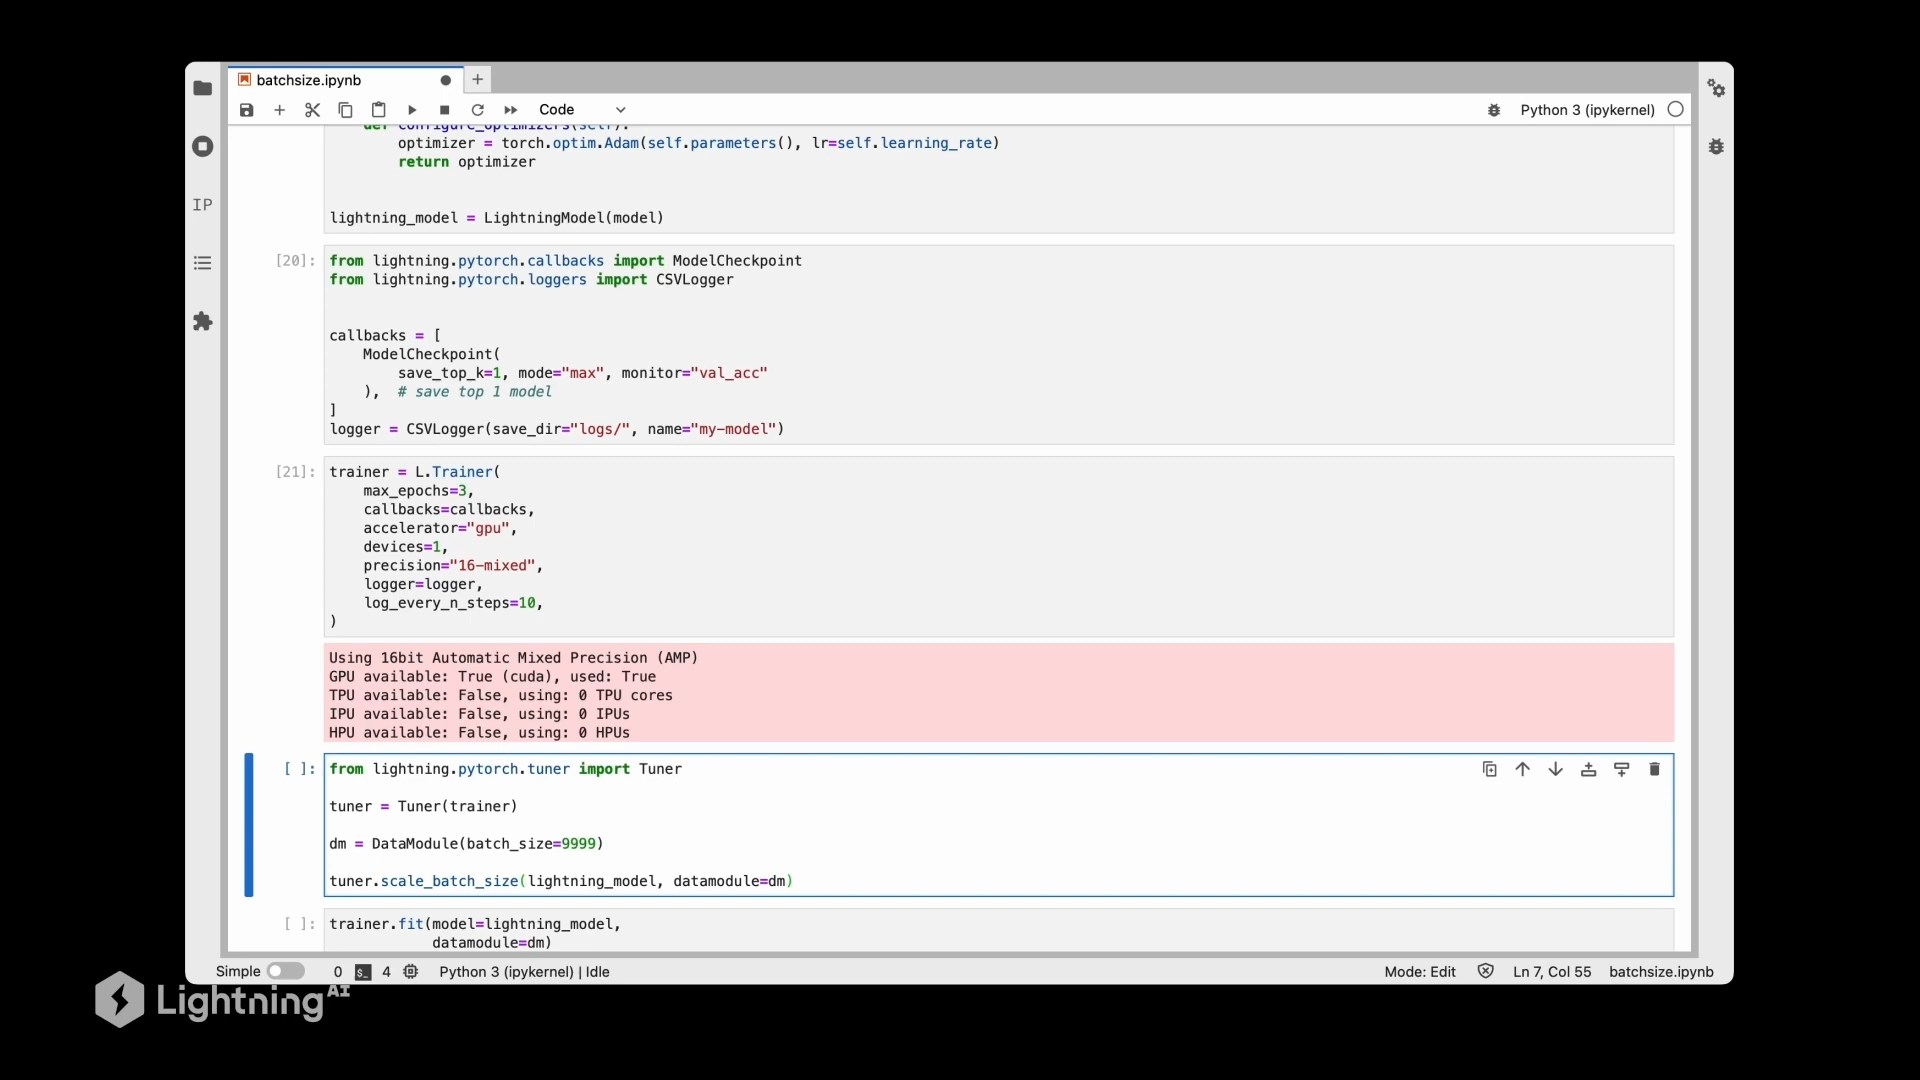 batchsize.ipynb
Code
Python 3 (ipykernel)
def configure_optimizers(self):
optimizer = torch.optim.Adam(self.parameters(), lr=self.learning_rate)
return optimizer
IP
lightning_model = LightningModel(model)
[20]:
from lightning.pytorch.callbacks import ModelCheckpoint
from lightning.pytorch.loggers import CSVLogger
callbacks = [
ModelCheckpoint(
save_top_k=1, mode="max", monitor="val_acc"
),  # save top 1 model
]
logger = CSVLogger(save_dir="logs/", name="my-model")
[21]:
trainer = L.Trainer(
max_epochs=3,
callbacks=callbacks,
accelerator="gpu",
devices=1,
precision="16-mixed",
logger=logger,
log_every_n_steps=10,
)
Using 16bit Automatic Mixed Precision (AMP)
GPU available: True (cuda), used: True
TPU available: False, using: 0 TPU cores
IPU available: False, using: 0 IPUs
HPU available: False, using: 0 HPUs
[ ]:
from lightning.pytorch.tuner import Tuner
tuner = Tuner(trainer)
dm = DataModule(batch_size=9999)
tuner.scale_batch_size(lightning_model, datamodule=dm)
[ ]:
trainer.fit(model=lightning_model,
datamodule=dm)
Simple
0
$_
4
Python 3 (ipykernel) | Idle
Mode: Edit
Ln 7, Col 55
batchsize.ipynb
Lightning AI